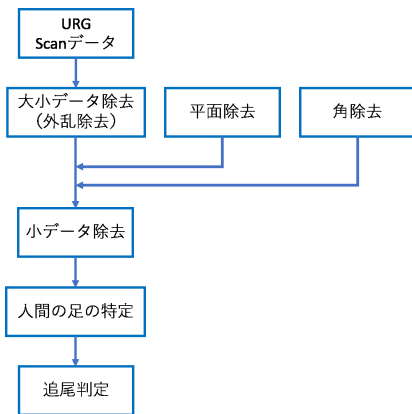 URG
Scanデータ
大小データ除去
（外乱除去）
平面除去
角除去
小データ除去
人間の足の特定
追尾判定